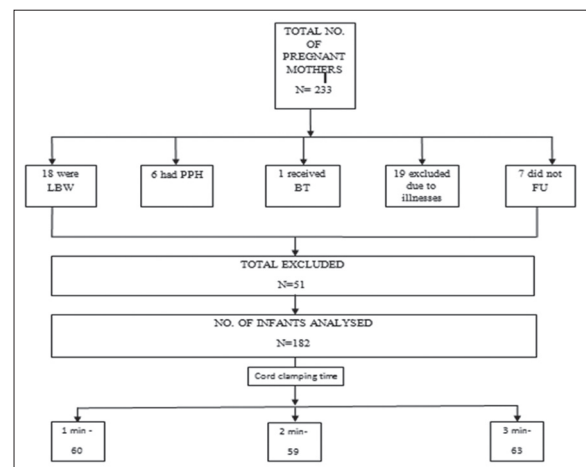 TOTAL NO.
OF
PREGNANT
MOTHERS
N= 233
18 were
LBW
6 had PPH
1 received
BT
19 excluded
due to
illnesses
7 did not
FU
TOTAL EXCLUDED
N=51
NO. OF INFANTS ANALYSED
N=182
Cord clamping time
1 min -
60
2 min-
59
3 min-
63